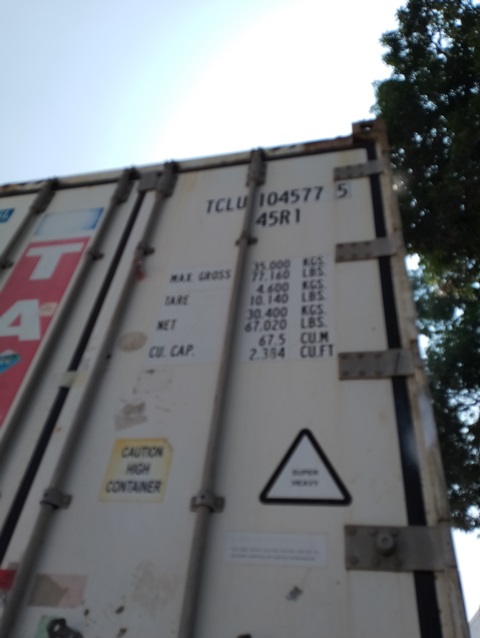 TCLU 104577 5
45R1
MAX. GROSS 35.000 KGS.
77.160 LBS.
TARE 4.600 KGS.
10.140 LBS.
NET 30.400 KGS.
67.020 LBS.
CU. CAP. 67.5 CU.M
2.384 CU.FT
TA
CAUTION
HIGH
CONTAINER
SUPER
HEAVY